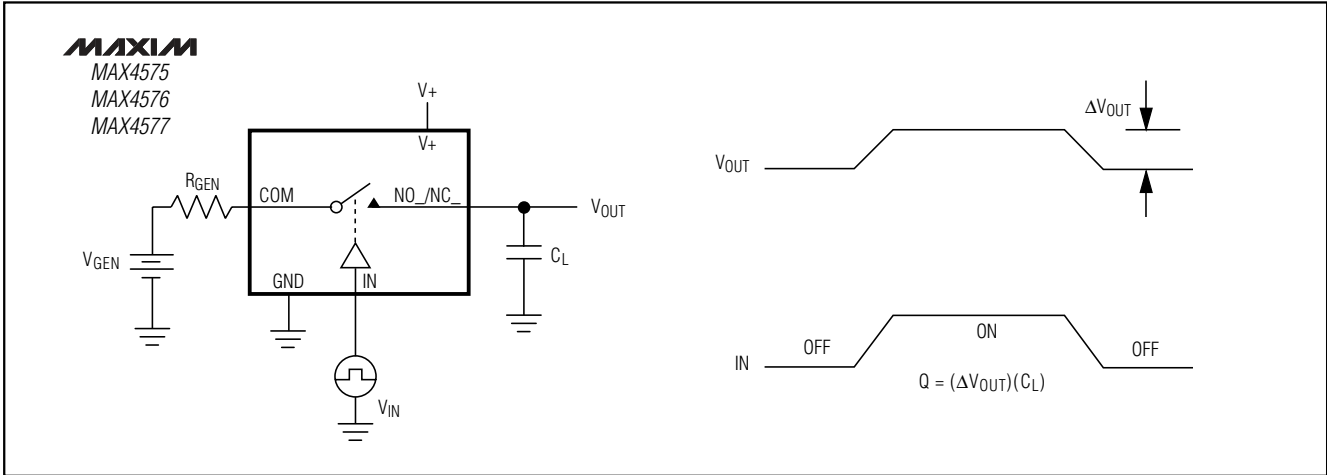 MAXIM
MAX4575
MAX4576
MAX4577
V+
V+
RGEN
COM
NO_/NC_
VOUT
VGEN
CL
GND
IN
VIN
ΔVOUT
VOUT
IN
OFF
ON
OFF
Q = (ΔVOUT)(CL)